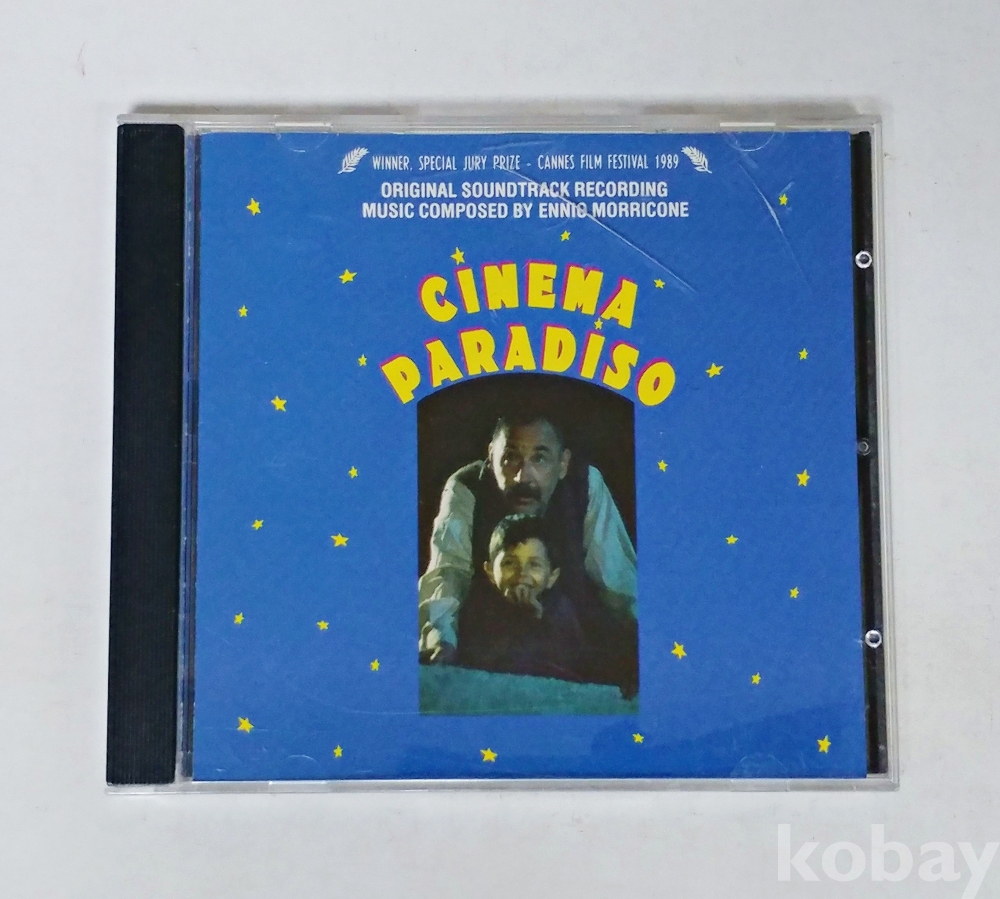 WINNER, SPECIAL JURY PRIZE - CANNES FILM FESTIVAL 1989
ORIGINAL SOUNDTRACK RECORDING
MUSIC COMPOSED BY ENNIO MORRICONE
CINEMA
PARADISO
kobay